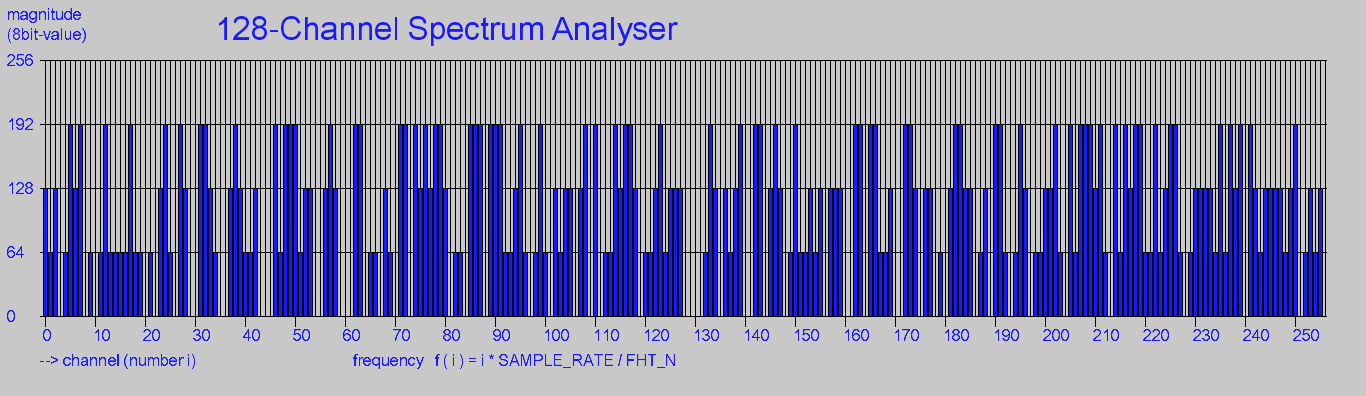 magnitude
(8bit-value)
128-Channel Spectrum Analyser
256
192
128
64
0
0 10 20 30 40 50 60 70 80 90 100 110 120 130 140 150 160 170 180 190 200 210 220 230 240 250
--> channel (number i) frequency f ( i ) = i * SAMPLE_RATE / FHT_N